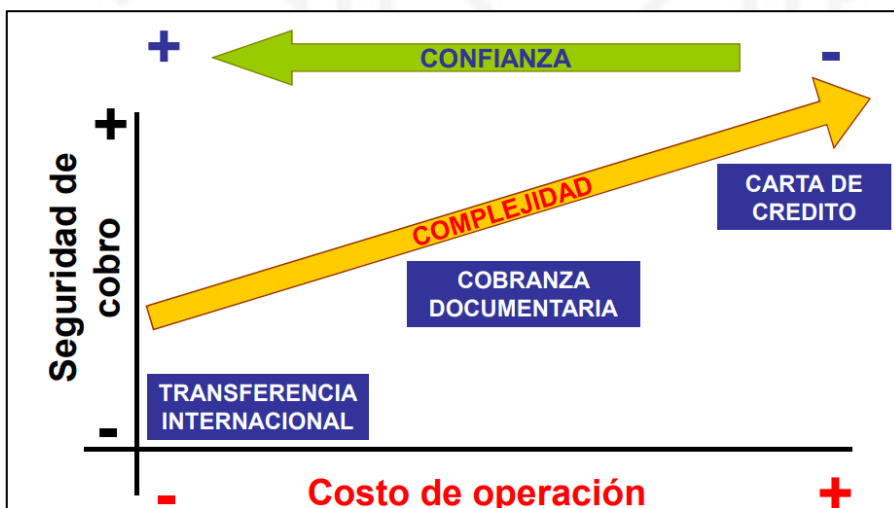 +
CONFIANZA
-
+
Seguridad de
cobro
-
COMPLEJIDAD
CARTA DE
CREDITO
COBRANZA
DOCUMENTARIA
TRANSFERENCIA
INTERNACIONAL
-
Costo de operación
+